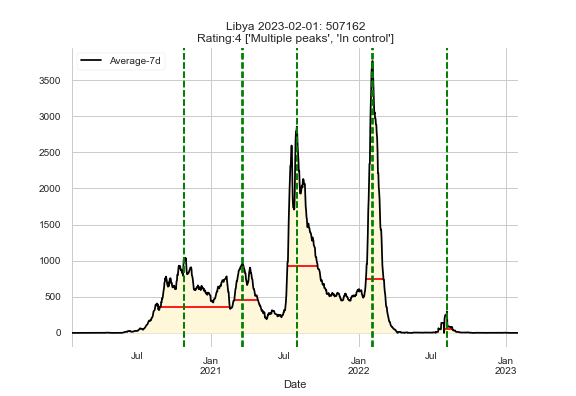 Libya 2023-02-01: 507162
Rating:4 ['Multiple peaks', 'In control']
Average-7d
3500
3000
2500
2000
1500
1000
500
0
Jul
Jan
2021
Jul
Jan
2022
Jul
Jan
2023
Date